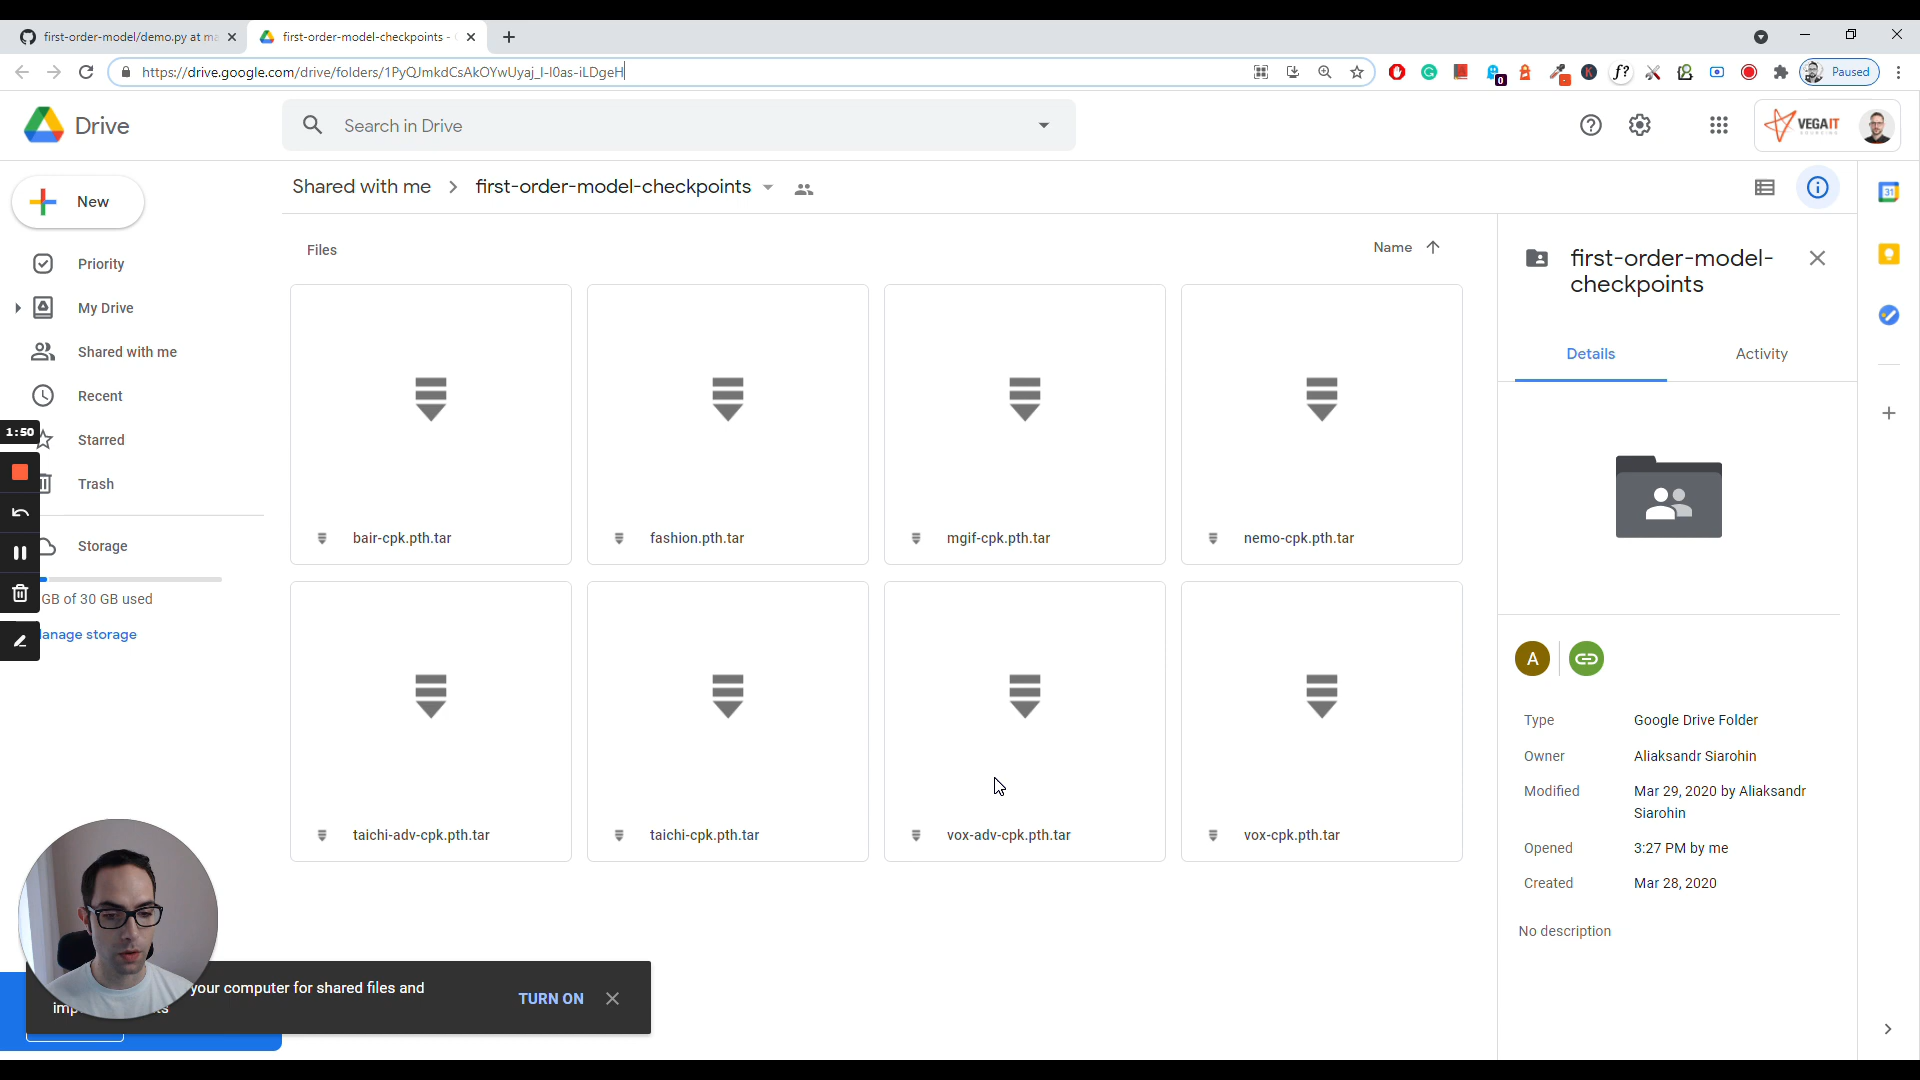 first-order-model/demo.py at ma
first-order-model-checkpoints -
https://drive.google.com/drive/folders/1PyQJmkdCsAkOYwUyaj_l-l0as-iLDgeH
0
f?
K
Paused
Drive
Search in Drive
VEGAIT
Shared with me
first-order-model-checkpoints
31
New
Files
Name
first-order-model-
checkpoints
Priority
My Drive
Shared with me
Details
Activity
Recent
1:50
Starred
Trash
bair-cpk.pth.tar
fashion.pth.tar
mgif-cpk.pth.tar
nemo-cpk.pth.tar
Storage
GB of 30 GB used
anage storage
A
Type
Google Drive Folder
Owner
Aliaksandr Siarohin
Modified
Mar 29, 2020 by Aliaksandr
Siarohin
taichi-adv-cpk.pth.tar
taichi-cpk.pth.tar
vox-adv-cpk.pth.tar
vox-cpk.pth.tar
Opened
3:27 PM by me
Created
Mar 28, 2020
No description
your computer for shared files and
TURN ON